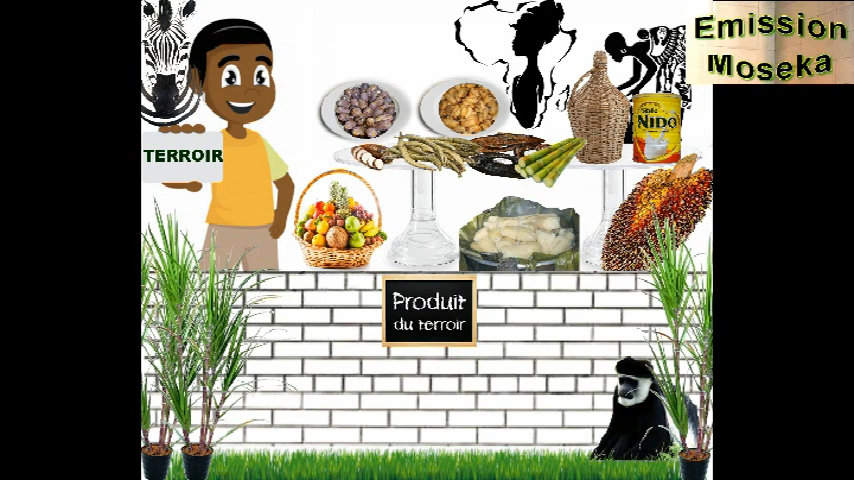 Emission
Moseka
TERROIR
NIDO
Produit
du terroir